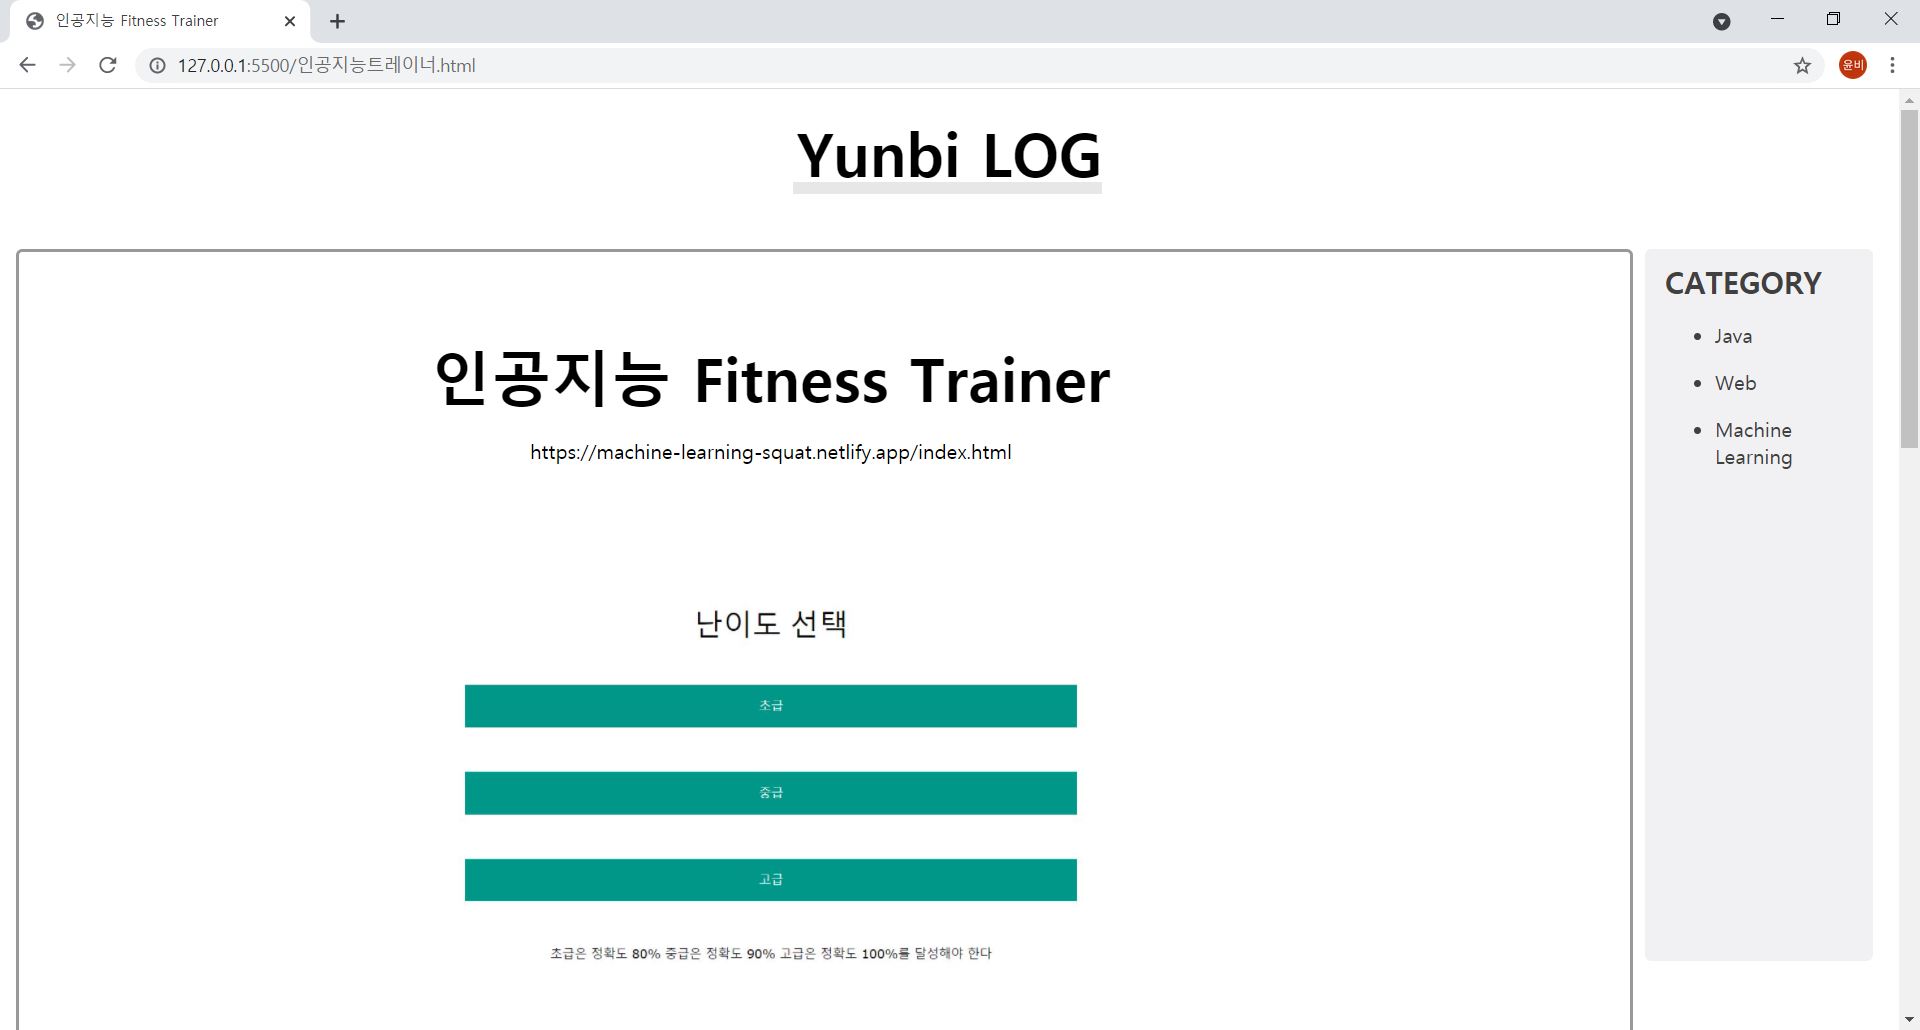 인공지능 Fitness Trainer
127.0.0.1:5500/인공지능트레이너.html
윤비
Yunbi LOG
인공지능 Fitness Trainer
https://machine-learning-squat.netlify.app/index.html
난이도 선택
초급
중급
고급
초급은 정확도 80% 중급은 정확도 90% 고급은 정확도 100%를 달성해야 한다
CATEGORY
Java
Web
Machine
Learning